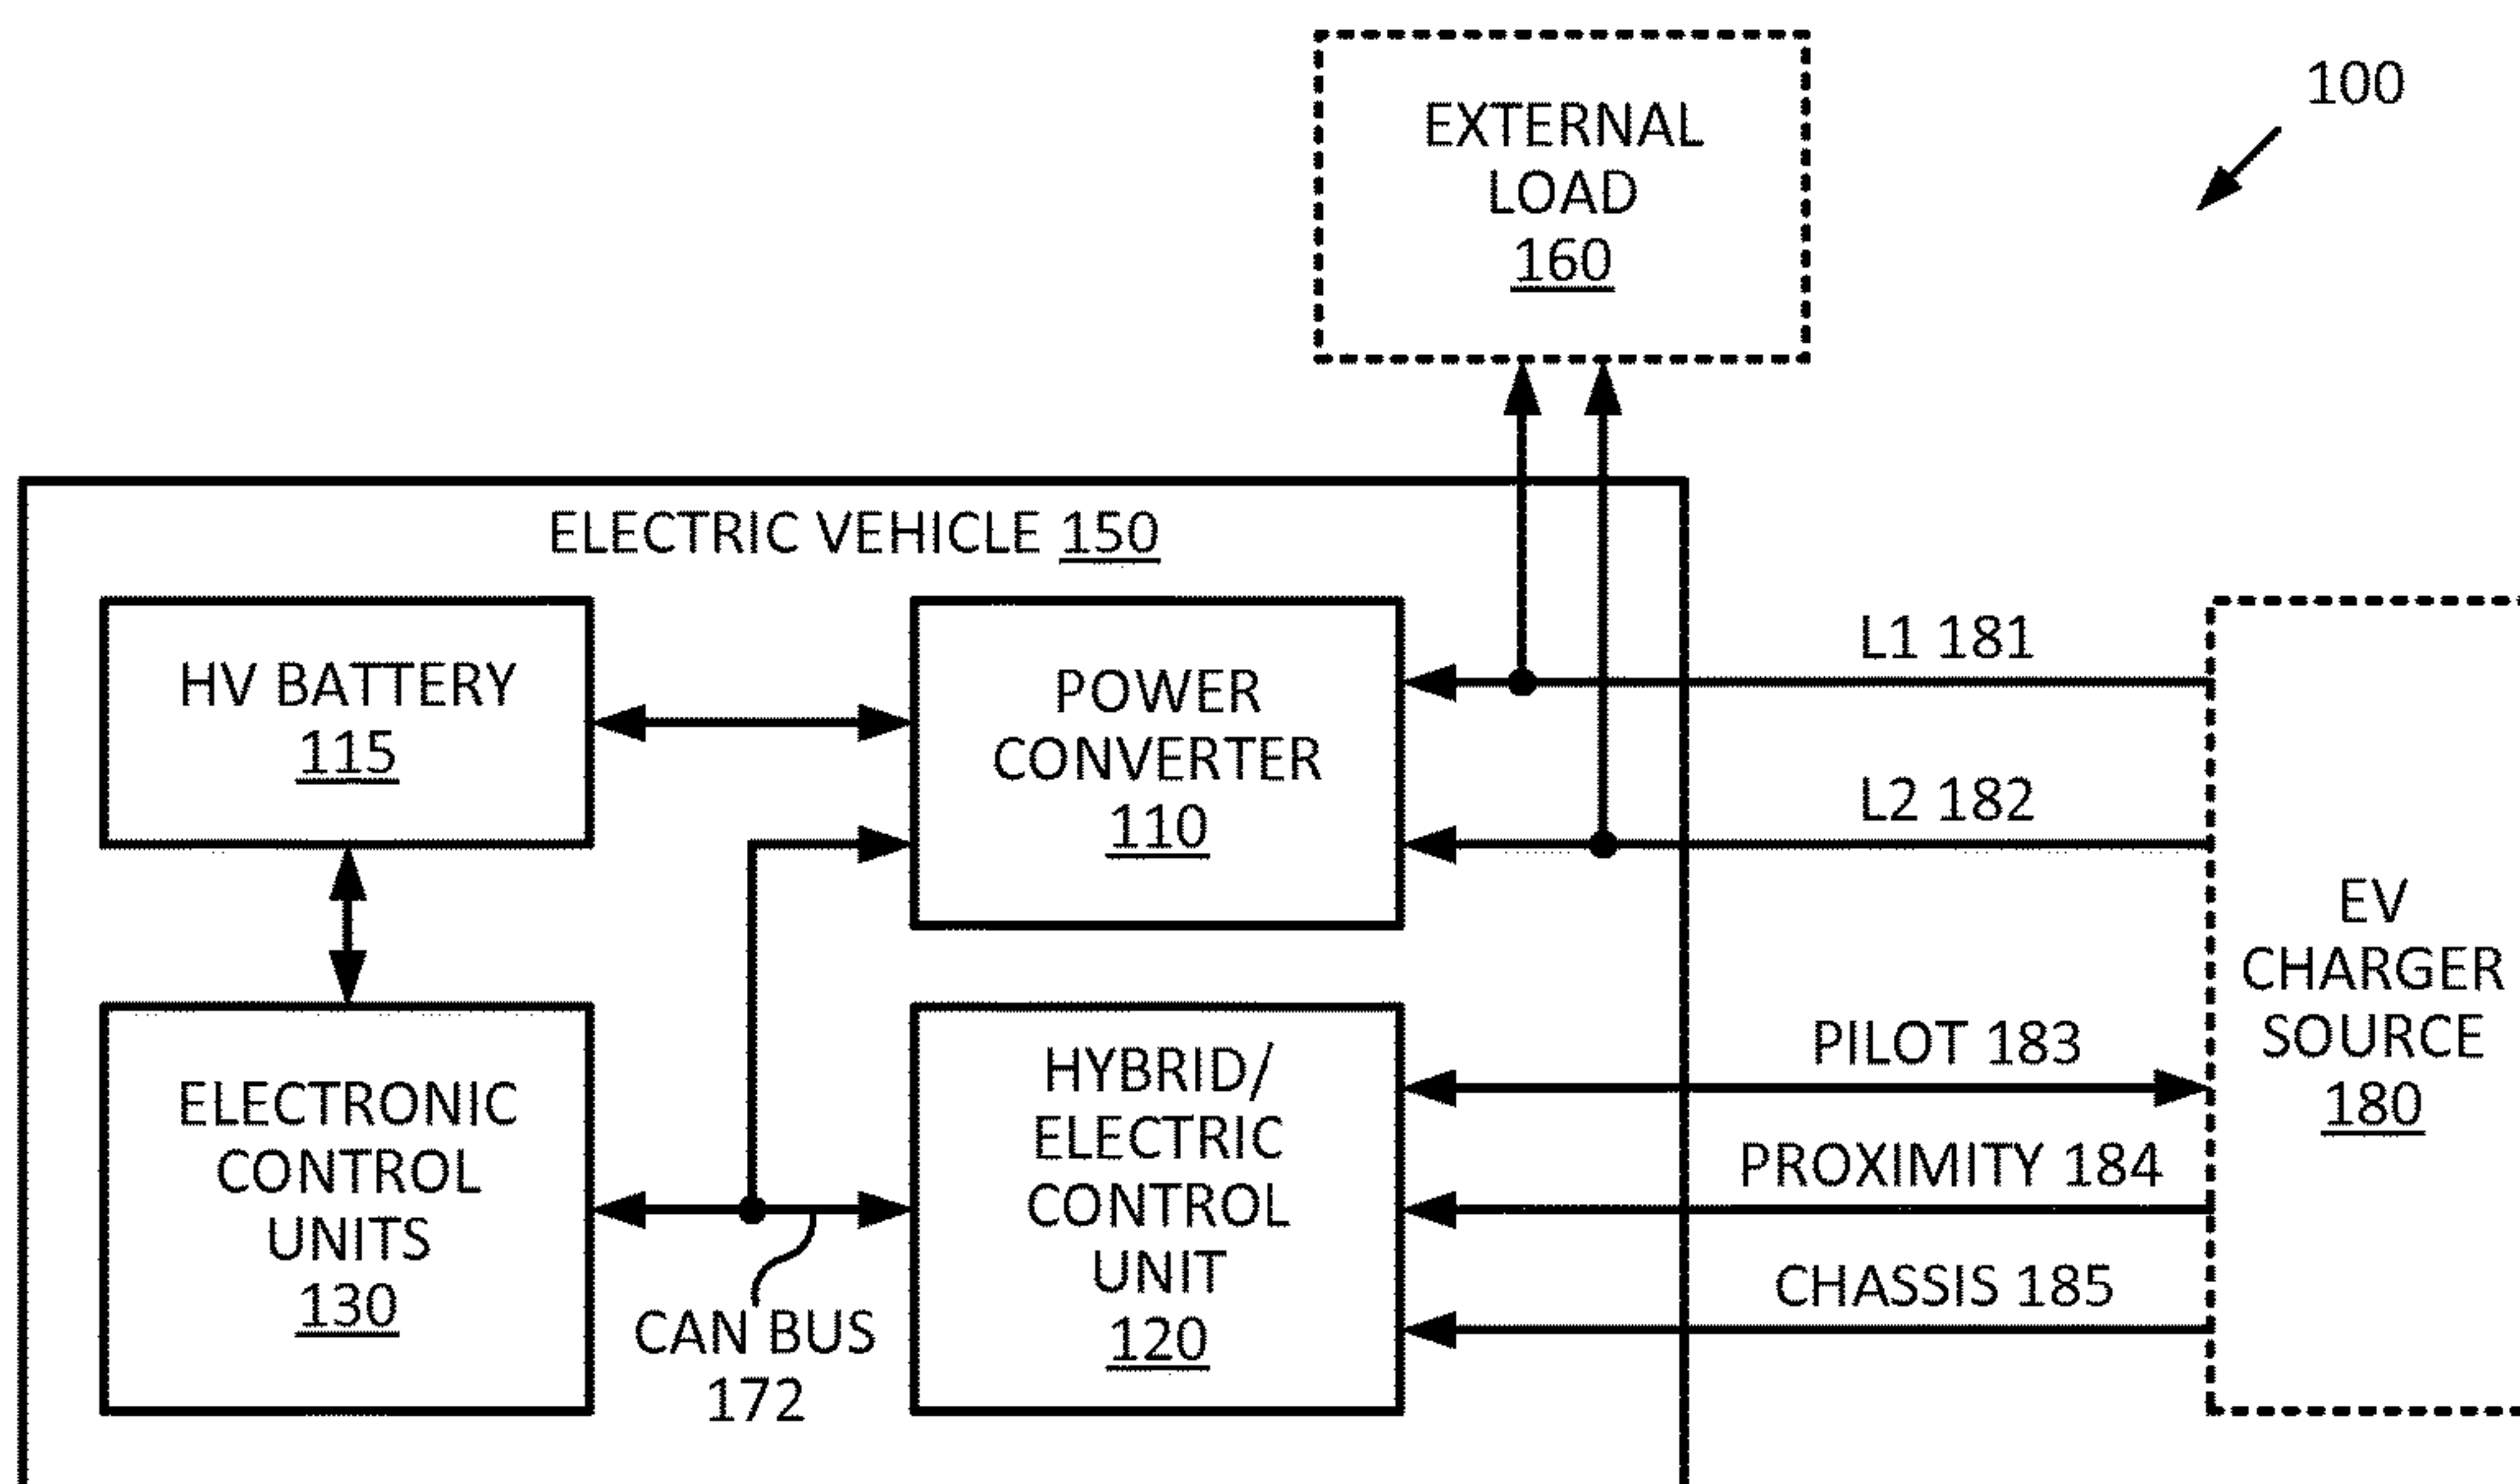 100
EXTERNAL
LOAD
160
ELECTRIC VEHICLE 150
HV BATTERY
115
POWER
CONVERTER
110
L1 181
L2 182
EV
CHARGER
SOURCE
180
ELECTRONIC
CONTROL
UNITS
130
CAN BUS
172
HYBRID/
ELECTRIC
CONTROL
UNIT
120
PILOT 183
PROXIMITY 184
CHASSIS 185